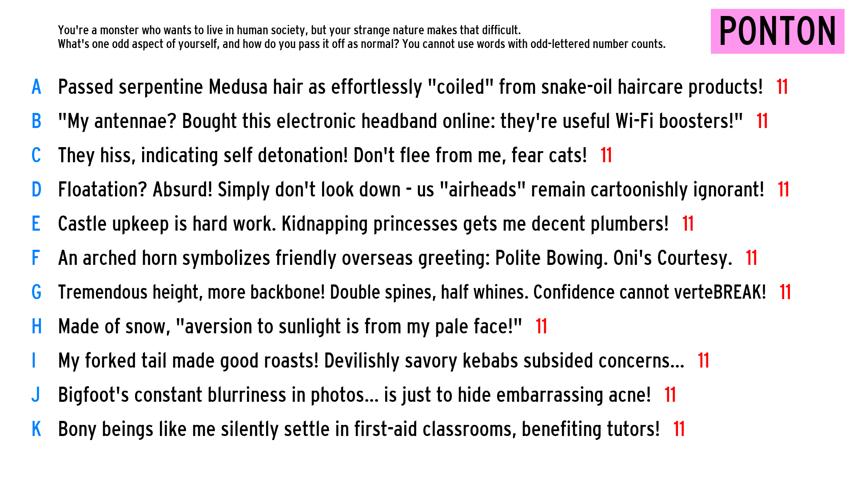 You're a monster who wants to live in human society, but your strange nature makes that difficult.
What's one odd aspect of yourself, and how do you pass it off as normal? You cannot use words with odd-lettered number counts.
PONTON
A Passed serpentine Medusa hair as effortlessly "coiled" from snake-oil haircare products! 11
B "My antennae? Bought this electronic headband online: they're useful Wi-Fi boosters!" 11
C They hiss, indicating self detonation! Don't flee from me, fear cats! 11
D Floatation? Absurd! Simply don't look down - us "airheads" remain cartoonishly ignorant! 11
E Castle upkeep is hard work. Kidnapping princesses gets me decent plumbers! 11
F An arched horn symbolizes friendly overseas greeting: Polite Bowing. Oni's Courtesy. 11
G Tremendous height, more backbone! Double spines, half whines. Confidence cannot verteBREAK! 11
H Made of snow, "aversion to sunlight is from my pale face!" 11
I My forked tail made good roasts! Devilishly savory kebabs subsided concerns... 11
J Bigfoot's constant blurriness in photos... is just to hide embarrassing acne! 11
K Bony beings like me silently settle in first-aid classrooms, benefiting tutors! 11